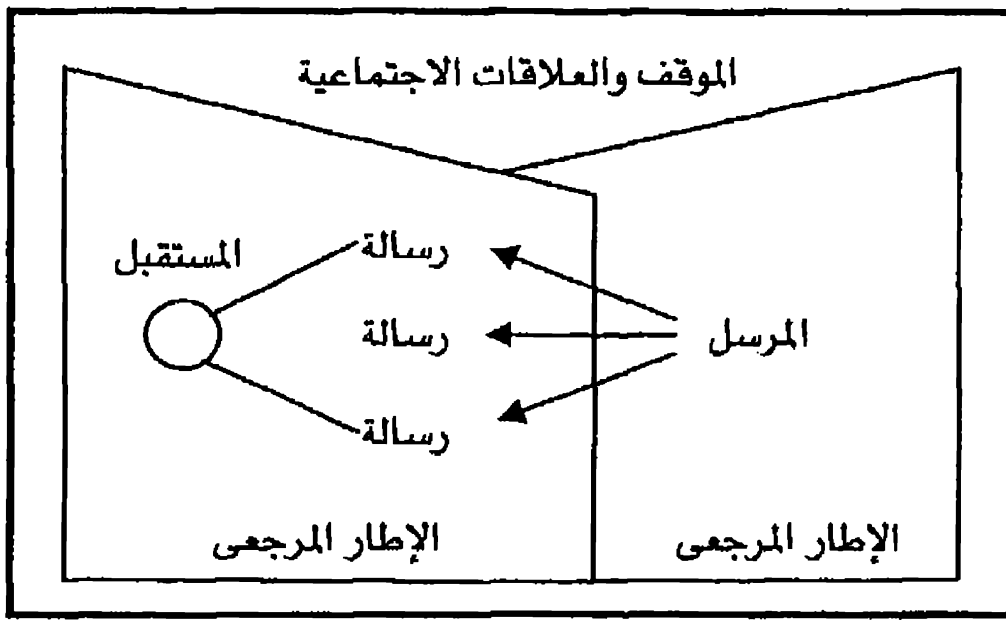 الموقف والعلاقات الاجتماعية
رسالة
المستقبل
رسالة
المرسل
رسالة
الإطار المرجعى
الإطار المرجعى